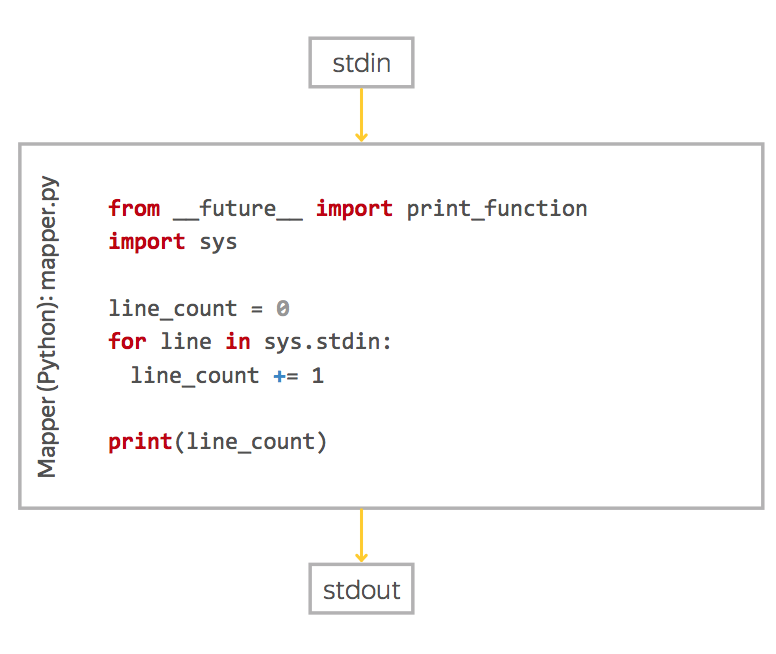 stdin
Mapper (Python): mapper.py
from __future__ import print_function
import sys
line_count = 0
for line in sys.stdin:
line_count += 1
print(line_count)
stdout